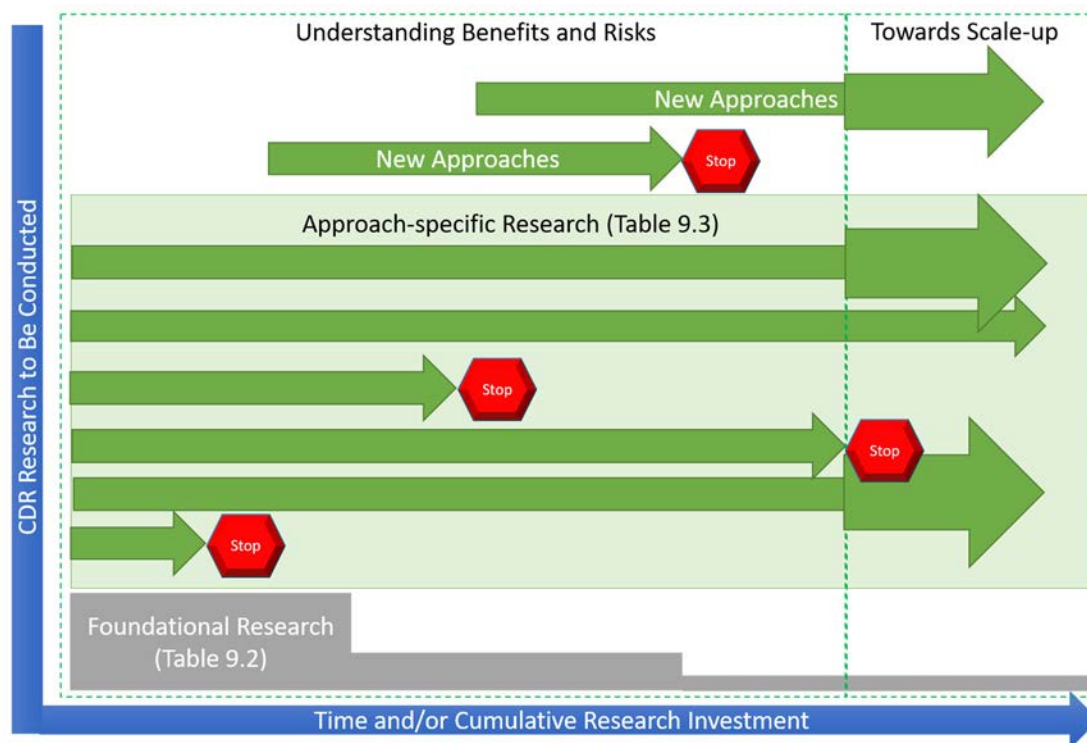 Understanding Benefits and Risks
Towards Scale-up
New Approaches
New Approaches
Stop
Approach-specific Research (Table 9.3)
Stop
Stop
Stop
Foundational Research
(Table 9.2)
CDR Research to Be Conducted
Time and/or Cumulative Research Investment